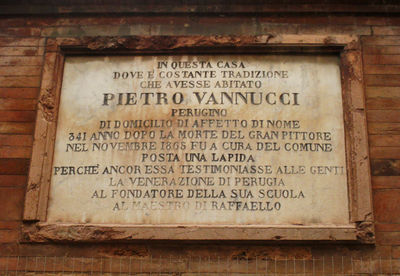 IN QUESTA CASA
DOVE È COSTANTE TRADIZIONE
CHE AVESSE ABITATO
PIETRO VANNUCCI
PERUGINO
DI DOMICILIO DI AFFETTO DI NOME
341 ANNO DOPO LA MORTE DEL GRAN PITTORE
NEL NOVEMBRE 1865 FU A CURA DEL COMUNE
POSTA UNA LAPIDA
PERCHÈ ANCOR ESSA TESTIMONIASSE ALLE GENTI
LA VENERAZIONE DI PERUGIA
AL FONDATORE DELLA SUA SCUOLA
AL MAESTRO DI RAFFAELLO